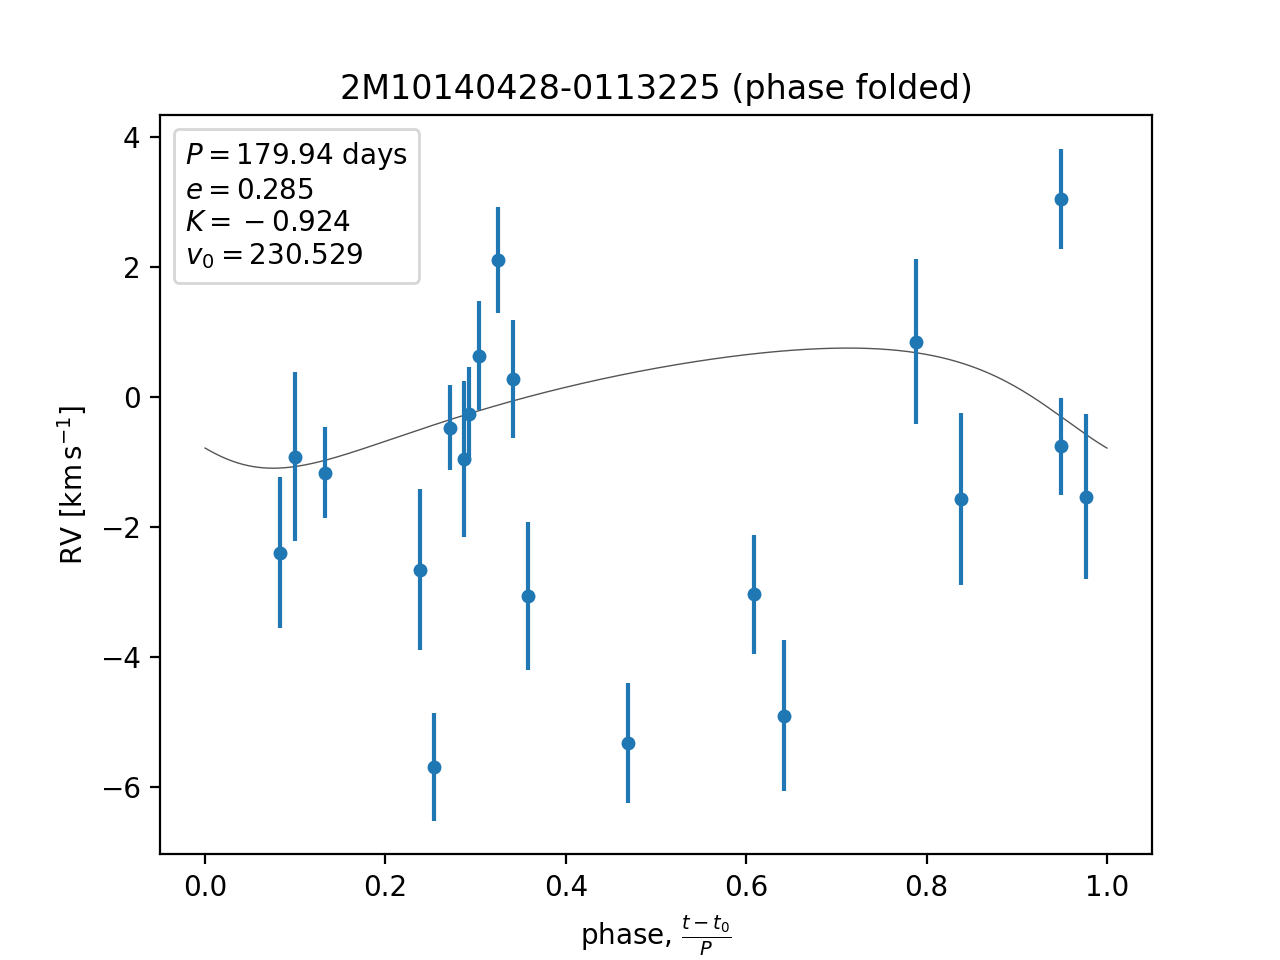 2M10140428-0113225 (phase folded)
P = 179.94 days
e = 0.285
K = −0.924
v₀ = 230.529
4
2
0
−2
−4
−6
RV [km s⁻¹]
0.0 0.2 0.4 0.6 0.8 1.0
phase, (t − t₀)/P